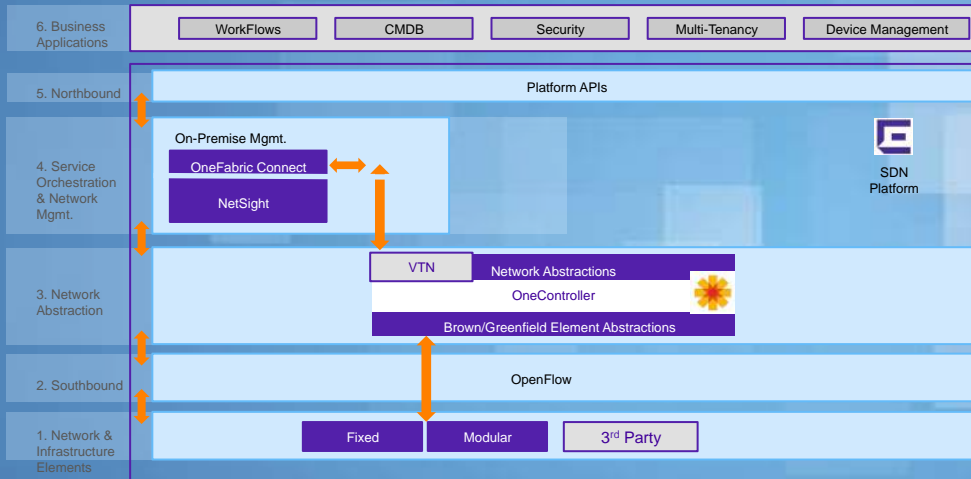 6. Business
Applications
WorkFlows
CMDB
Security
Multi-Tenancy
Device Management
5. Northbound
Platform APIs
4. Service
Orchestration
& Network
Mgmt.
On-Premise Mgmt.
OneFabric Connect
NetSight
SDN
Platform
3. Network
Abstraction
VTN
Network Abstractions
OneController
Brown/Greenfield Element Abstractions
2. Southbound
OpenFlow
1. Network &
Infrastructure
Elements
Fixed
Modular
3rd Party